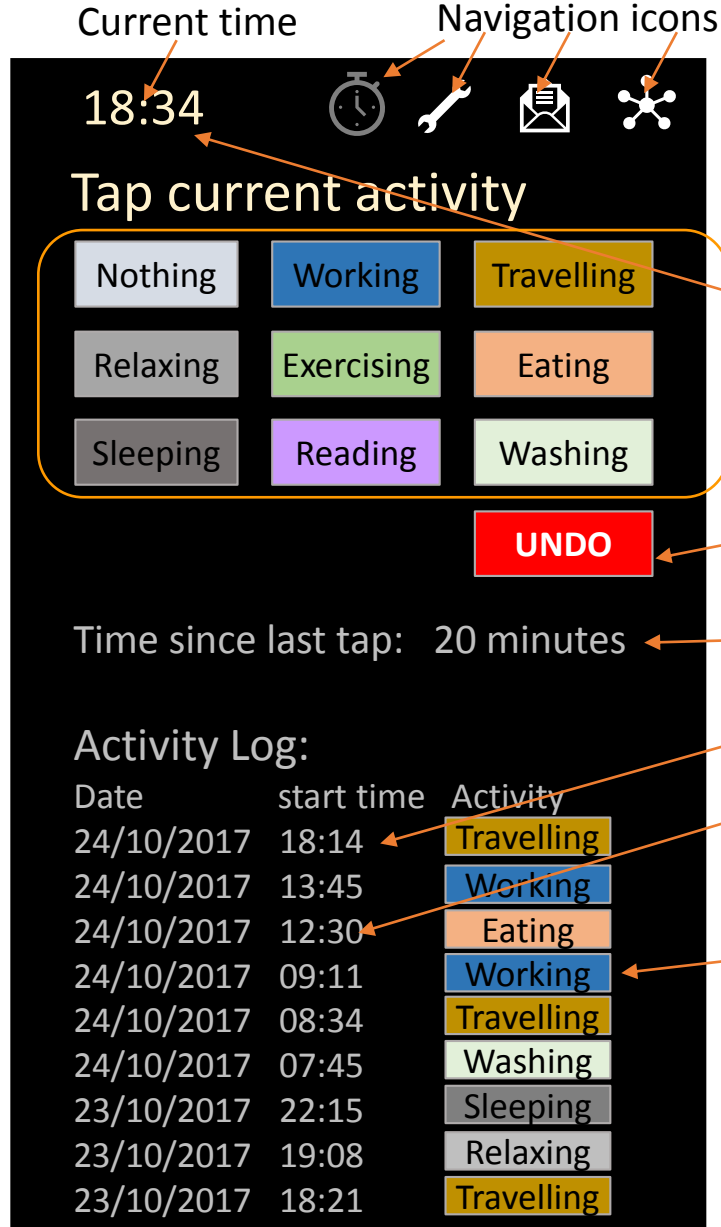 Current time Navigation icons
18:34
Tap current activity
Nothing Working Travelling
Relaxing Exercising Eating
Sleeping Reading Washing
UNDO
Time since last tap: 20 minutes
Activity Log:
Date start time Activity
24/10/2017 18:14 Travelling
24/10/2017 13:45 Working
24/10/2017 12:30 Eating
24/10/2017 09:11 Working
24/10/2017 08:34 Travelling
24/10/2017 07:45 Washing
23/10/2017 22:15 Sleeping
23/10/2017 19:08 Relaxing
23/10/2017 18:21 Travelling